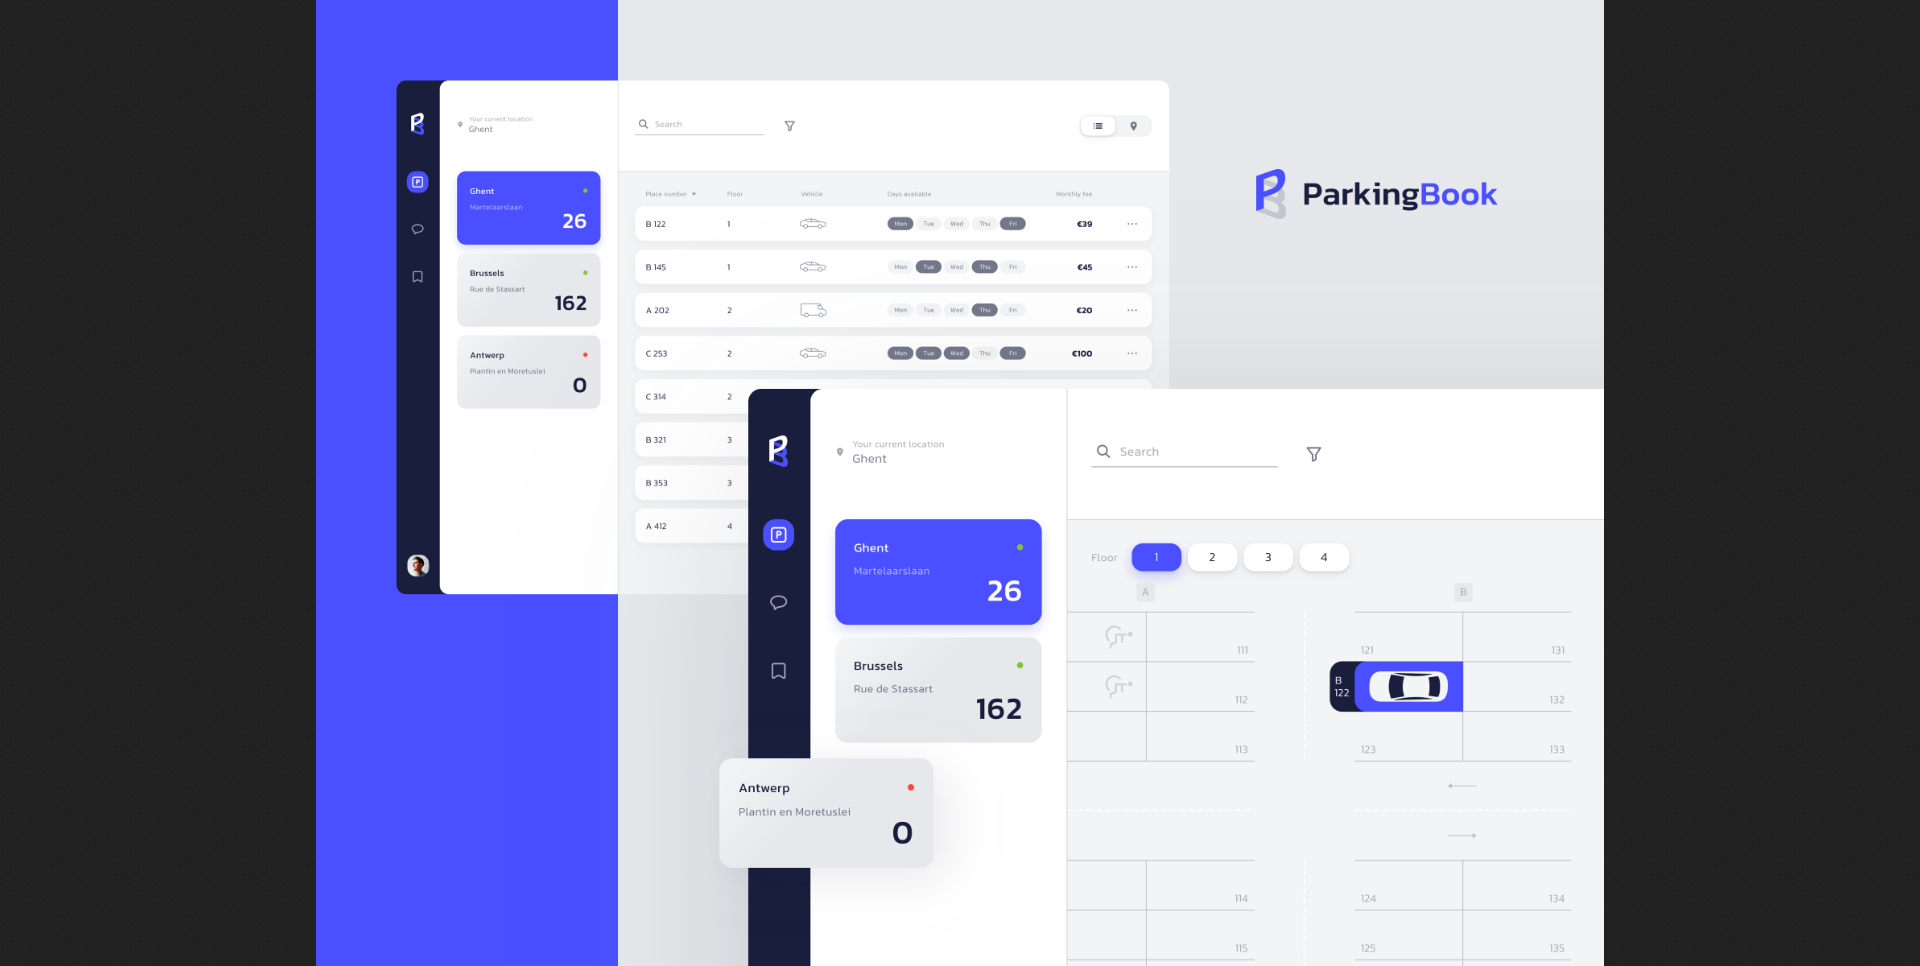 Your current location
Ghent
Search
Ghent
Martelaarslaan
26
Brussels
Rue de Stassart
162
Antwerp
Plantin en Moretuslei
0
Place number Floor Vehicle Days available Monthly fee
B 122 1 Mon Tue Wed Thu Fri €39 ...
B 145 1 Mon Tue Wed Thu Fri €45 ...
A 202 2 Mon Tue Wed Thu Fri €20 ...
C 253 2 Mon Tue Wed Thu Fri €100 ...
C 314 2
B 321 3
B 353 3
A 412 4
ParkingBook
Your current location
Ghent
Search
P
Ghent
Martelaarslaan
26
Brussels
Rue de Stassart
162
Antwerp
Plantin en Moretuslei
0
Floor 1 2 3 4
A B
111 121 131
B
122
112 132
113 123 133
114 124 134
115 125 135